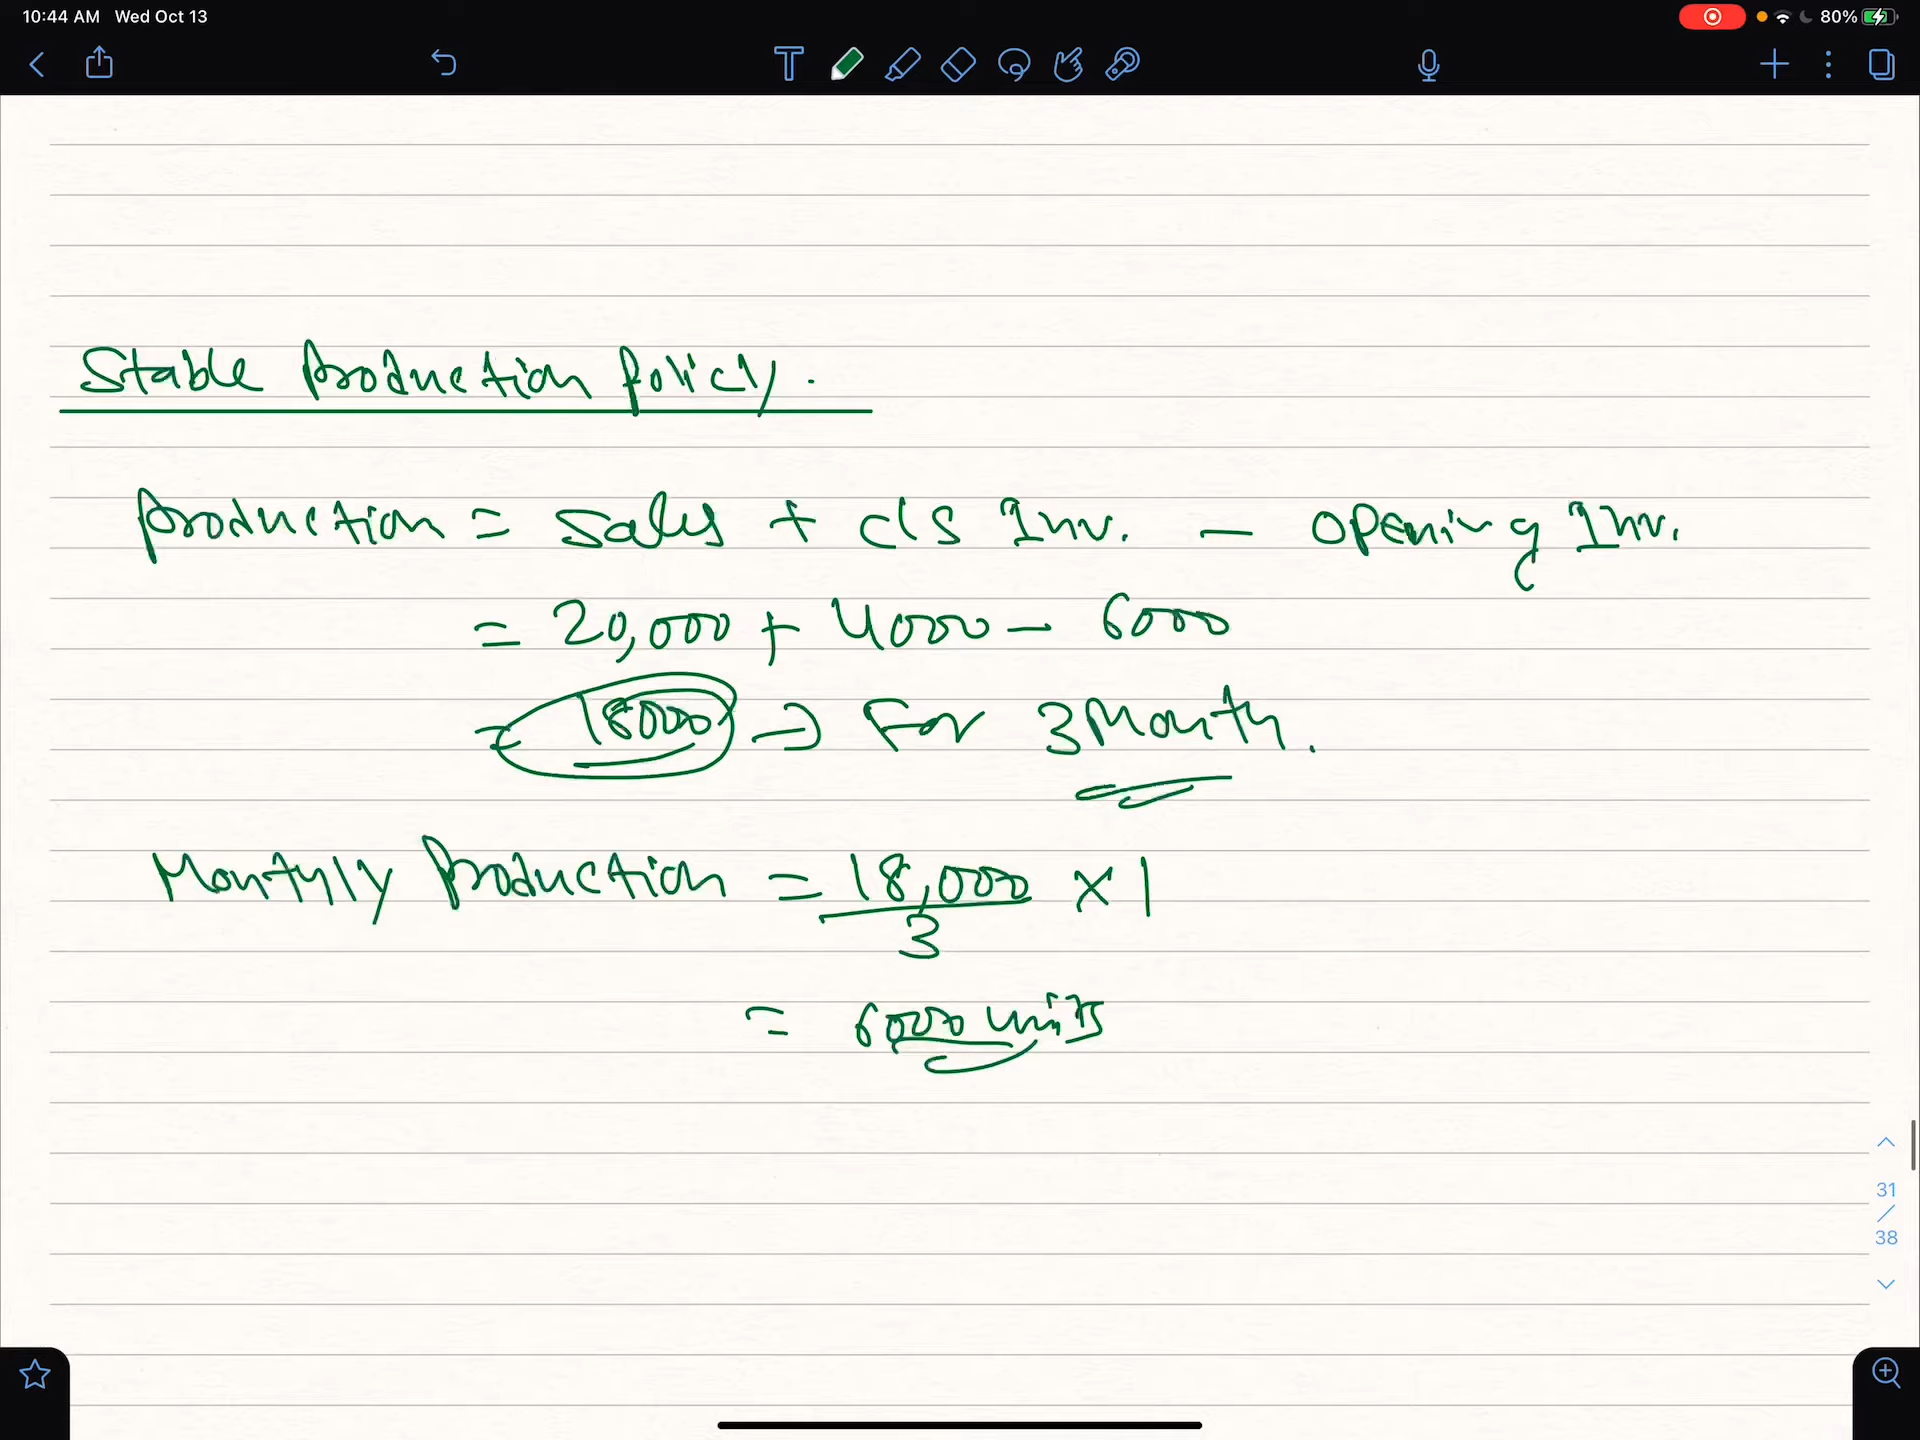 10:44 AM Wed Oct 13
80%
Stable Production Policy.
Production = Sales + cls Inv. - Opening Inv.
= 20,000 + 4000 - 6000
= 18000 → For 3 Month.
Monthly Production = 18,000 × 1
3
= 6000 units
31
/
38